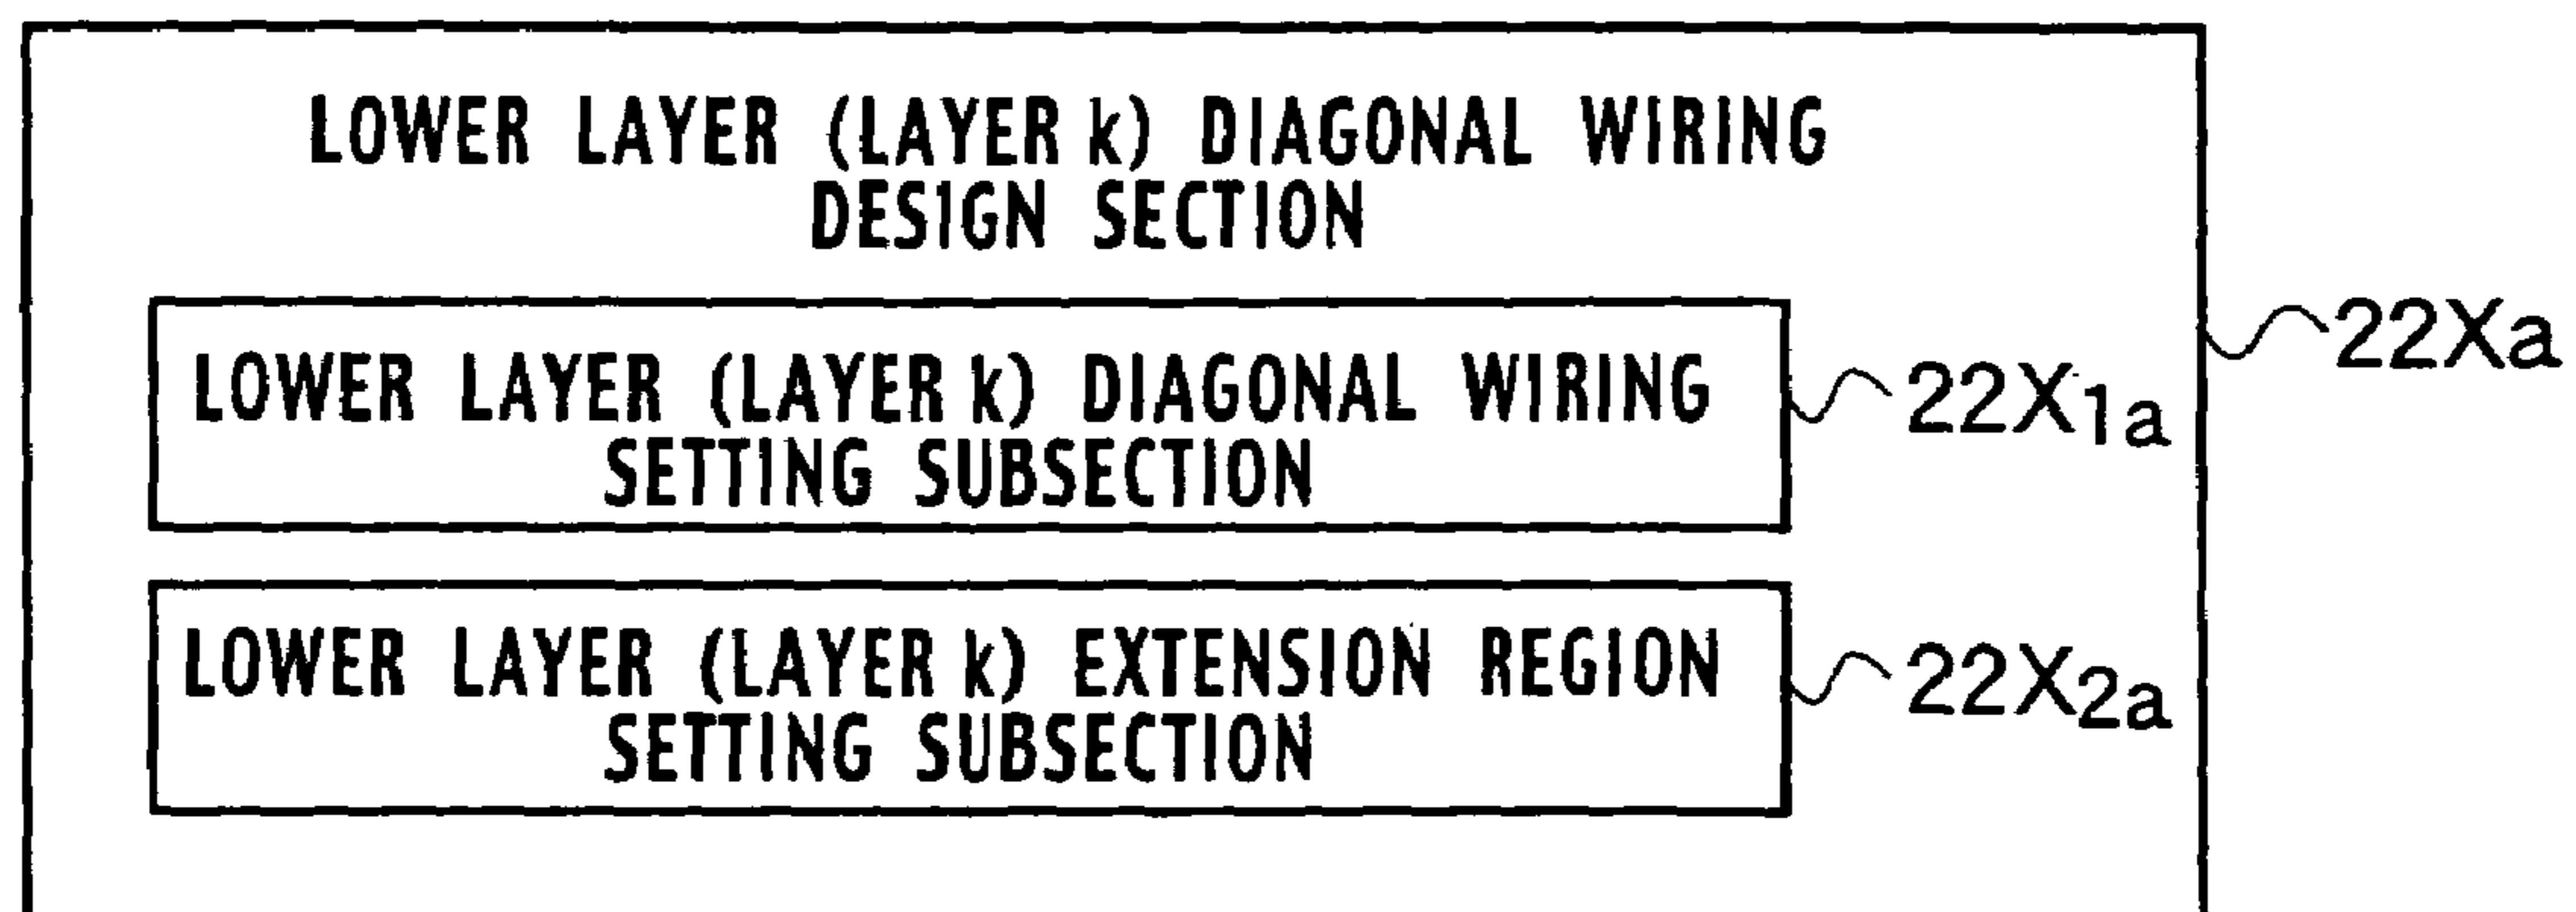 LOWER LAYER (LAYER k) DIAGONAL WIRING
DESIGN SECTION
22Xa
LOWER LAYER (LAYER k) DIAGONAL WIRING
SETTING SUBSECTION
22X1a
LOWER LAYER (LAYER k) EXTENSION REGION
SETTING SUBSECTION
22X2a